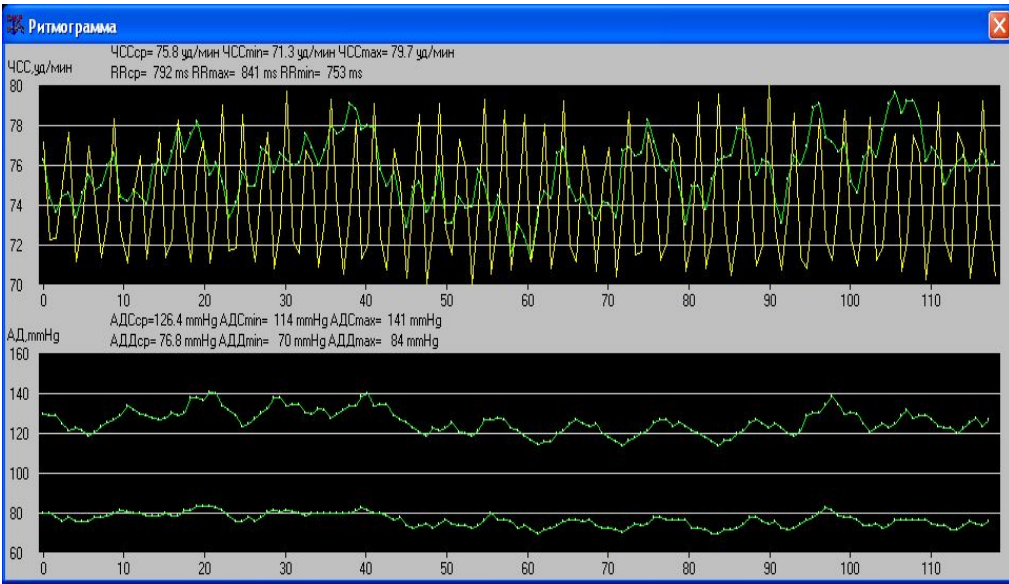 Ритмограмма
ЧССср= 75.8 уд/мин ЧССmin= 71.3 уд/мин ЧССmax= 79.7 уд/мин
ЧСС,уд/мин
RRср= 792 ms RRmax= 841 ms RRmin= 753 ms
80
78
76
74
72
70
0 10 20 30 40 50 60 70 80 90 100 110
АДСср=126.4 mmHg АДСmin= 114 mmHg АДСmax= 141 mmHg
АД,mmHg
АДДср= 76.8 mmHg АДДmin= 70 mmHg АДДmax= 84 mmHg
160
140
120
100
80
60
0 10 20 30 40 50 60 70 80 90 100 110